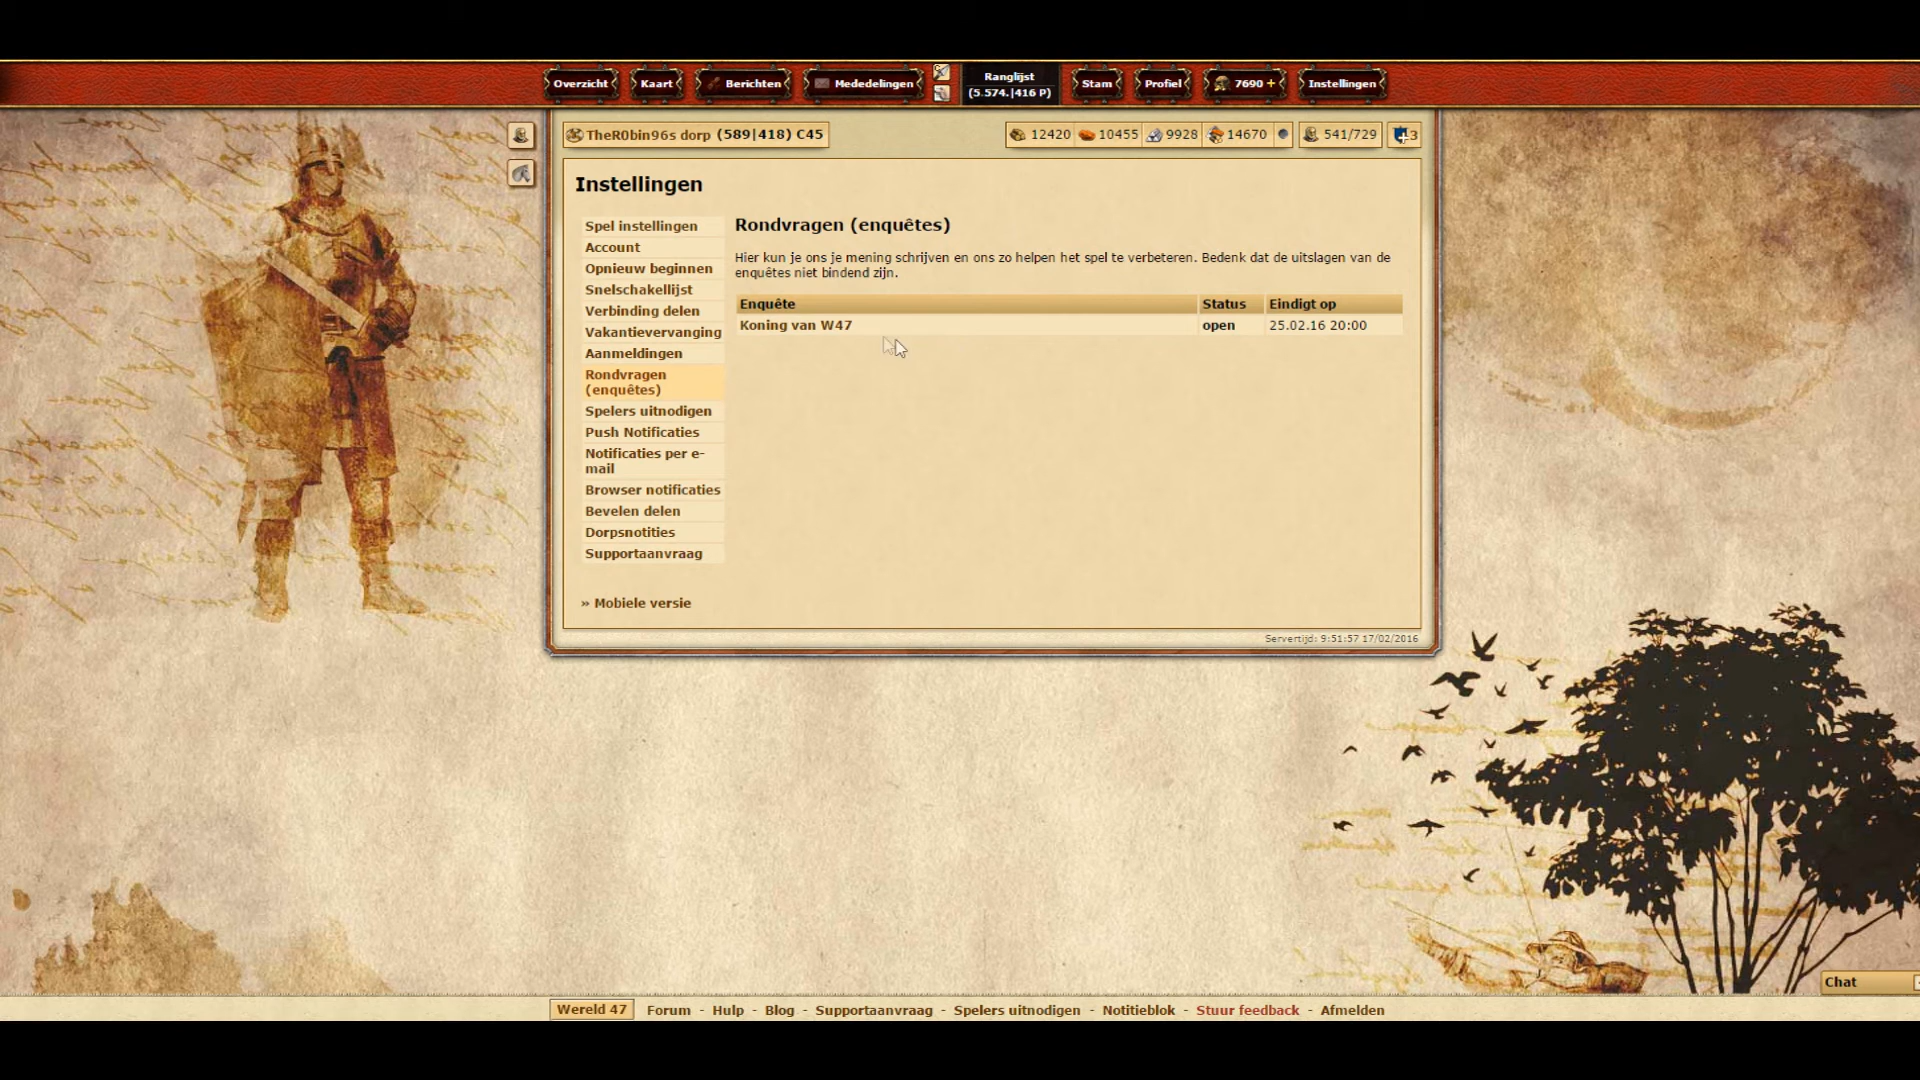 Overzicht
Kaart
Berichten
Mededelingen
Ranglijst
(5.574.|416 P)
Stam
Profiel
7690 +
Instellingen
TheR0bin96s dorp (589|418) C45
12420 10455 9928 14670 541/729 3
Instellingen
Spel instellingen
Account
Opnieuw beginnen
Snelschakellijst
Verbinding delen
Vakantievervanging
Aanmeldingen
Rondvragen
(enquêtes)
Spelers uitnodigen
Push Notificaties
Notificaties per e-
mail
Browser notificaties
Bevelen delen
Dorpsnotities
Supportaanvraag
» Mobiele versie
Rondvragen (enquêtes)
Hier kun je ons je mening schrijven en ons zo helpen het spel te verbeteren. Bedenk dat de uitslagen van de
enquêtes niet bindend zijn.
Enquête Status Eindigt op
Koning van W47 open 25.02.16 20:00
Servertijd: 9:51:57 17/02/2016
Chat
Wereld 47 Forum - Hulp - Blog - Supportaanvraag - Spelers uitnodigen - Notitieblok - Stuur feedback - Afmelden